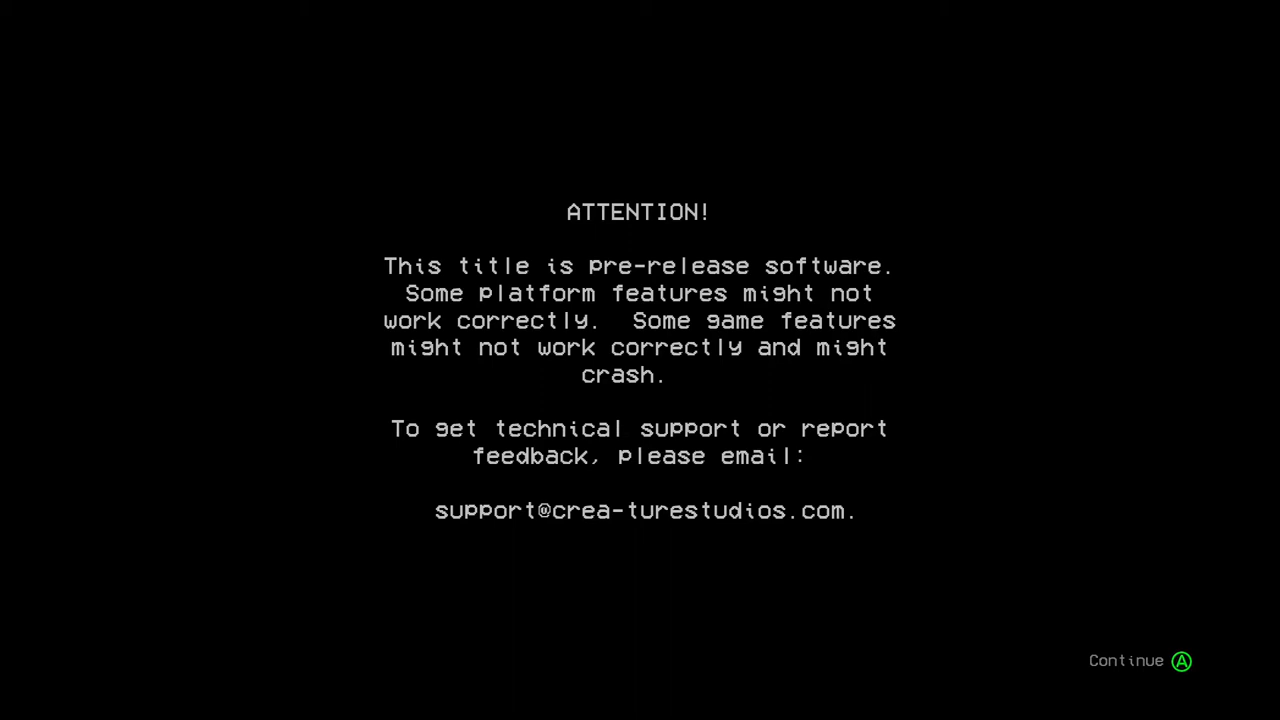 ATTENTION!
This title is pre-release software.
Some platform features might not
work correctly.  Some game features
might not work correctly and might
crash.
To get technical support or report
feedback, please email:
support@crea-turestudios.com.
Continue A